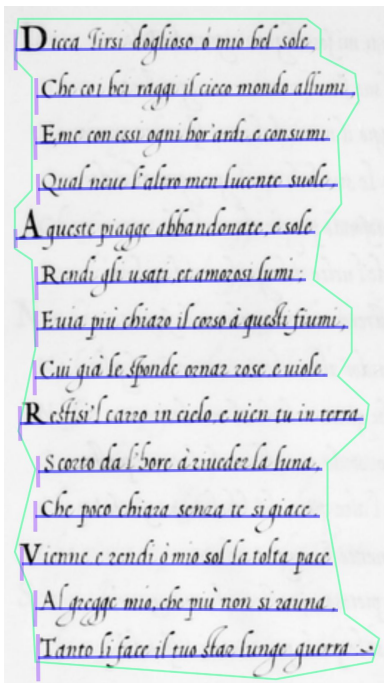 Dicea Tirsi doglioso ò mio bel sole
Che coi bei raggi il cieco mondo allumi,
E me con essi ogni hor' ardi e consumi
Qual neue l'altro men lucente suole,
A queste piagge abbandonate, e sole
Rendi gli usati, et amorosi lumi,
E uia piu chiaro il corso à questi fiumi,
Cui già le sponde ornar rose, e uiole.
Restisi'l carro in cielo, e uien tu in terra
Scorto da l'hore à riueder la luna,
Che poco chiara senza te si giace.
Vienne e rendi ò mio sol la tolta pace
Al gregge mio, che più non si rauna,
Tanto li face il tuo star lunge guerra